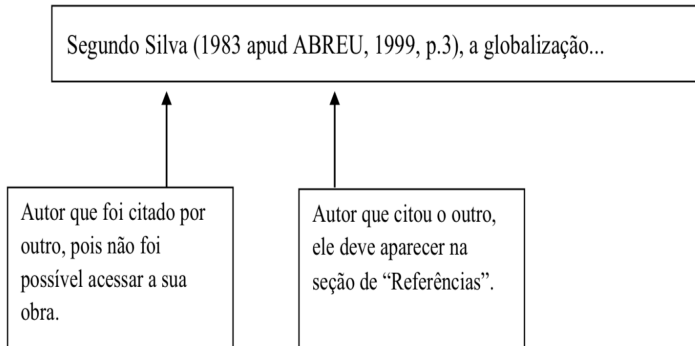 Segundo Silva (1983 apud ABREU, 1999, p.3), a globalização...
Autor que foi citado por
outro, pois não foi
possível acessar a sua
obra.
Autor que citou o outro,
ele deve aparecer na
seção de “Referências”.